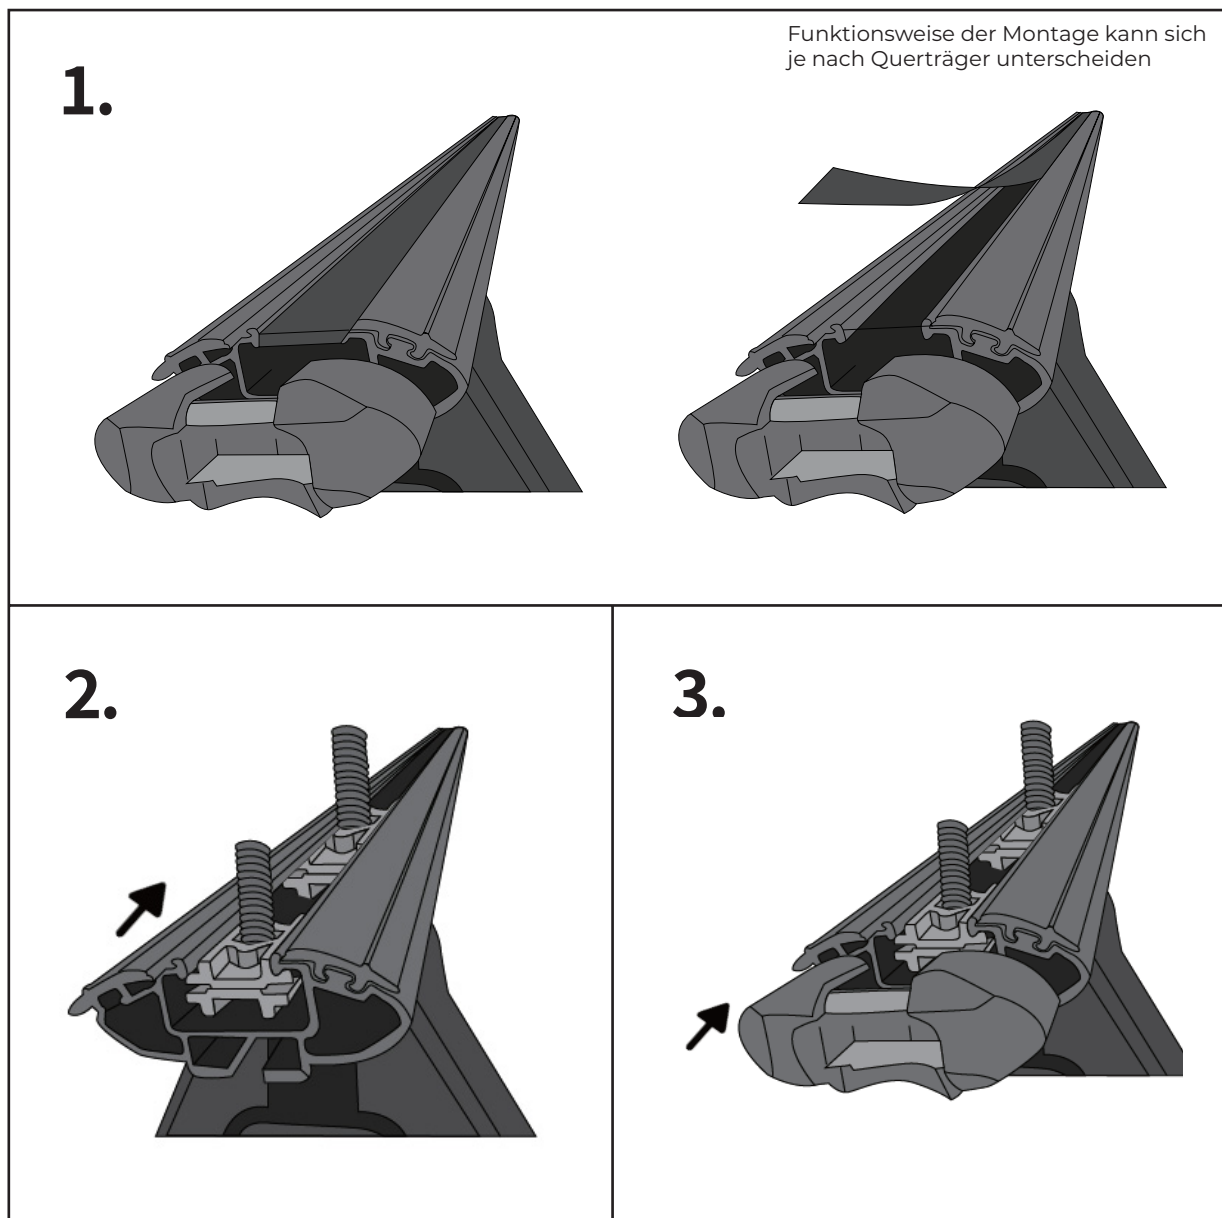 Funktionsweise der Montage kann sich
je nach Querträger unterscheiden
1.
2.
3.